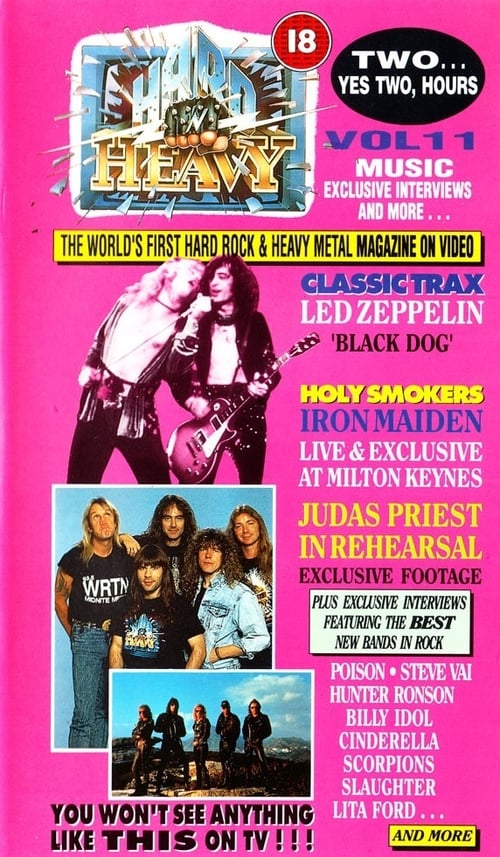 18
TWO...
YES TWO, HOURS
HARD
'N'
HEAVY
VOL 11
MUSIC
EXCLUSIVE INTERVIEWS
AND MORE...
THE WORLD'S FIRST HARD ROCK & HEAVY METAL MAGAZINE ON VIDEO
CLASSIC TRAX
LED ZEPPELIN
'BLACK DOG'
HOLY SMOKERS
IRON MAIDEN
LIVE & EXCLUSIVE
AT MILTON KEYNES
JUDAS PRIEST
IN REHEARSAL
EXCLUSIVE FOOTAGE
PLUS EXCLUSIVE INTERVIEWS
FEATURING THE BEST
NEW BANDS IN ROCK
WRTN
POISON • STEVE VAI
HUNTER RONSON
BILLY IDOL
CINDERELLA
SCORPIONS
SLAUGHTER
LITA FORD...
AND MORE
YOU WON'T SEE ANYTHING
LIKE THIS ON TV!!!